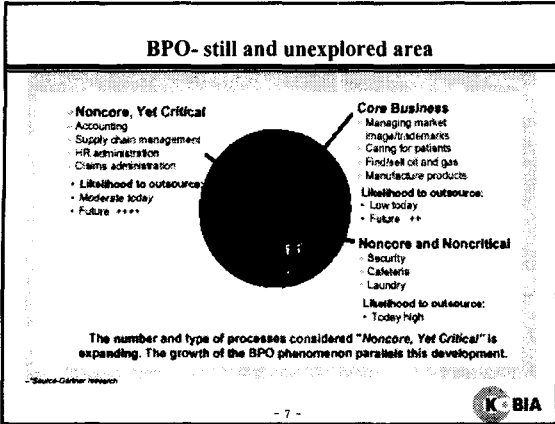 BPO- still and unexplored area
Noncore, Yet Critical
- Accounting
- Supply chain management
- HR administration
- Claims administration
• Likelihood to outsource:
• Moderate today
• Future ++++
Core Business
- Managing market
image/trademarks
- Caring for patients
- Find/sell oil and gas
- Manufacture products
Likelihood to outsource:
• Low today
• Future ++
Noncore and Noncritical
- Security
- Cafeteria
- Laundry
Likelihood to outsource:
• Today high
The number and type of processes considered "Noncore, Yet Critical" is
expanding. The growth of the BPO phenomenon parallels this development.
*Source-Gartner research
- 7 -
BIA